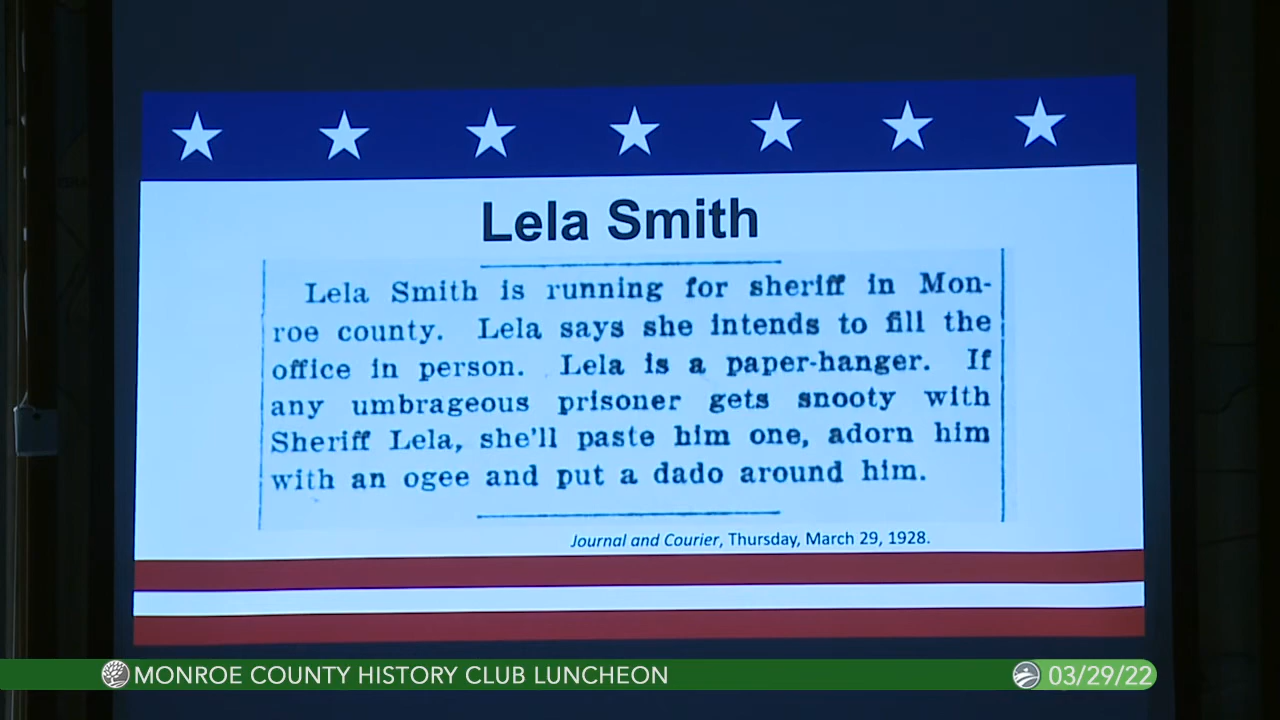 Lela Smith
Lela Smith is running for sheriff in Mon-
roe county. Lela says she intends to fill the
office in person. Lela is a paper-hanger. If
any umbrageous prisoner gets snooty with
Sheriff Lela, she'll paste him one, adorn him
with an ogee and put a dado around him.
Journal and Courier, Thursday, March 29, 1928.
MONROE COUNTY HISTORY CLUB LUNCHEON
03/29/22